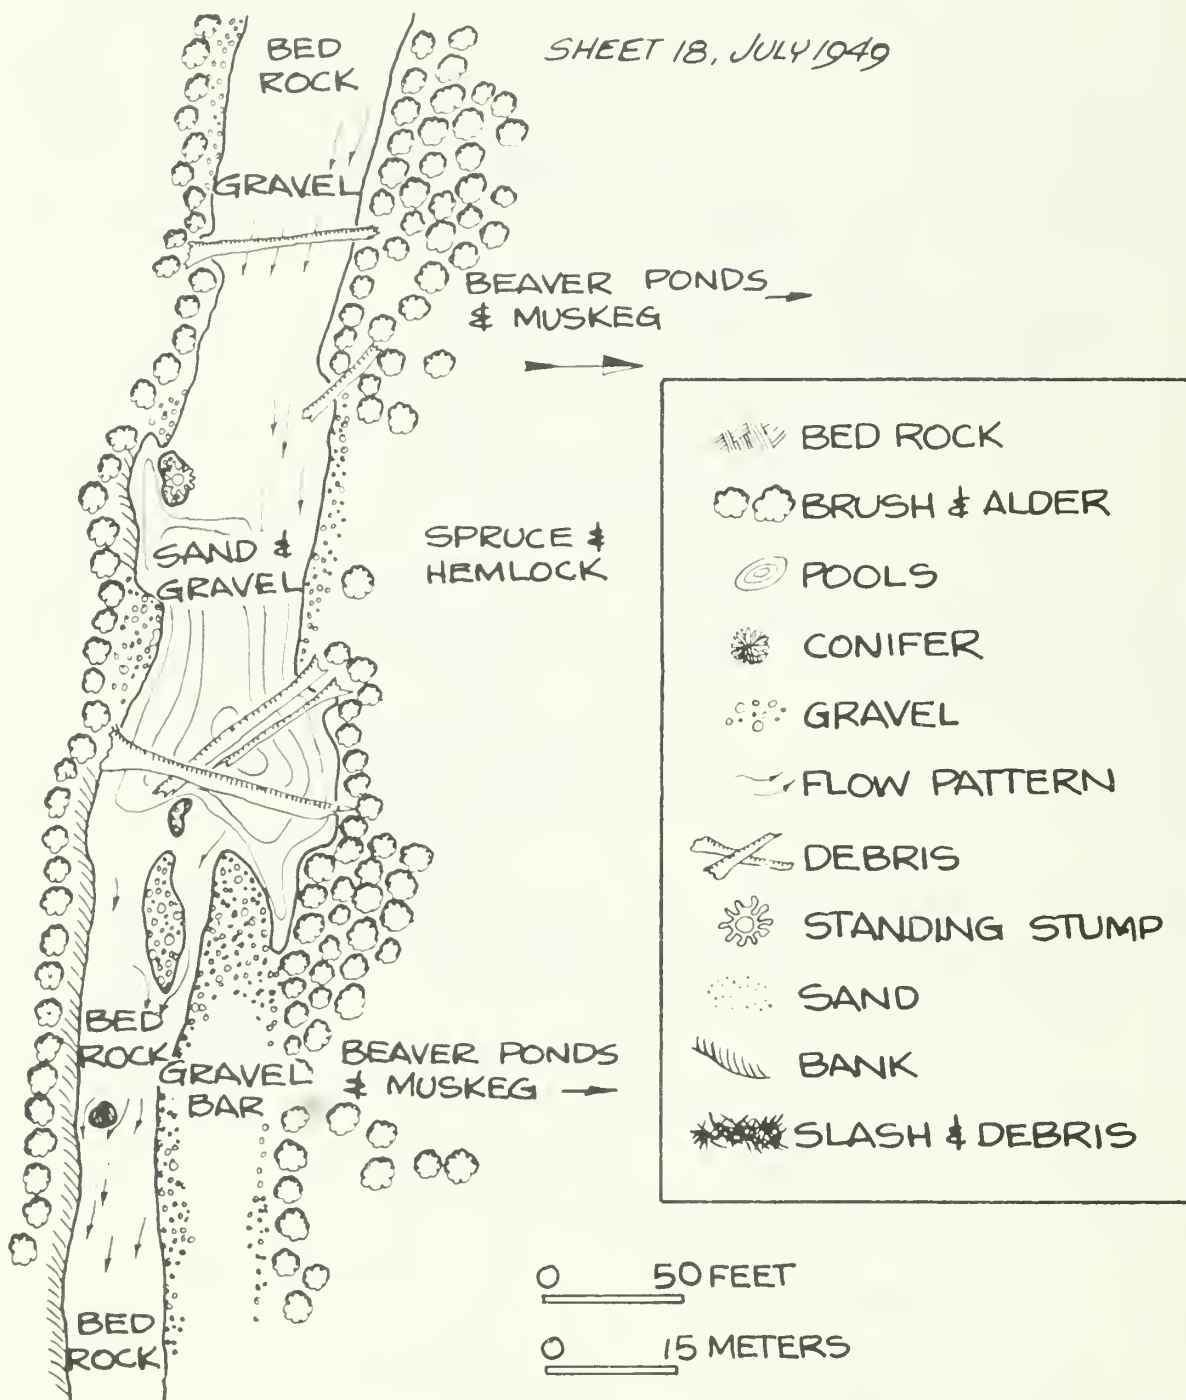 SHEET 18, JULY 1949
BED
ROCK
GRAVEL
BEAVER PONDS
& MUSKEG
SAND &
GRAVEL
SPRUCE &
HEMLOCK
BED
ROCK
GRAVEL
BAR
BEAVER PONDS
& MUSKEG
BED
ROCK
BED ROCK
BRUSH & ALDER
POOLS
CONIFER
GRAVEL
FLOW PATTERN
DEBRIS
STANDING STUMP
SAND
BANK
SLASH & DEBRIS
0 50 FEET
0 15 METERS